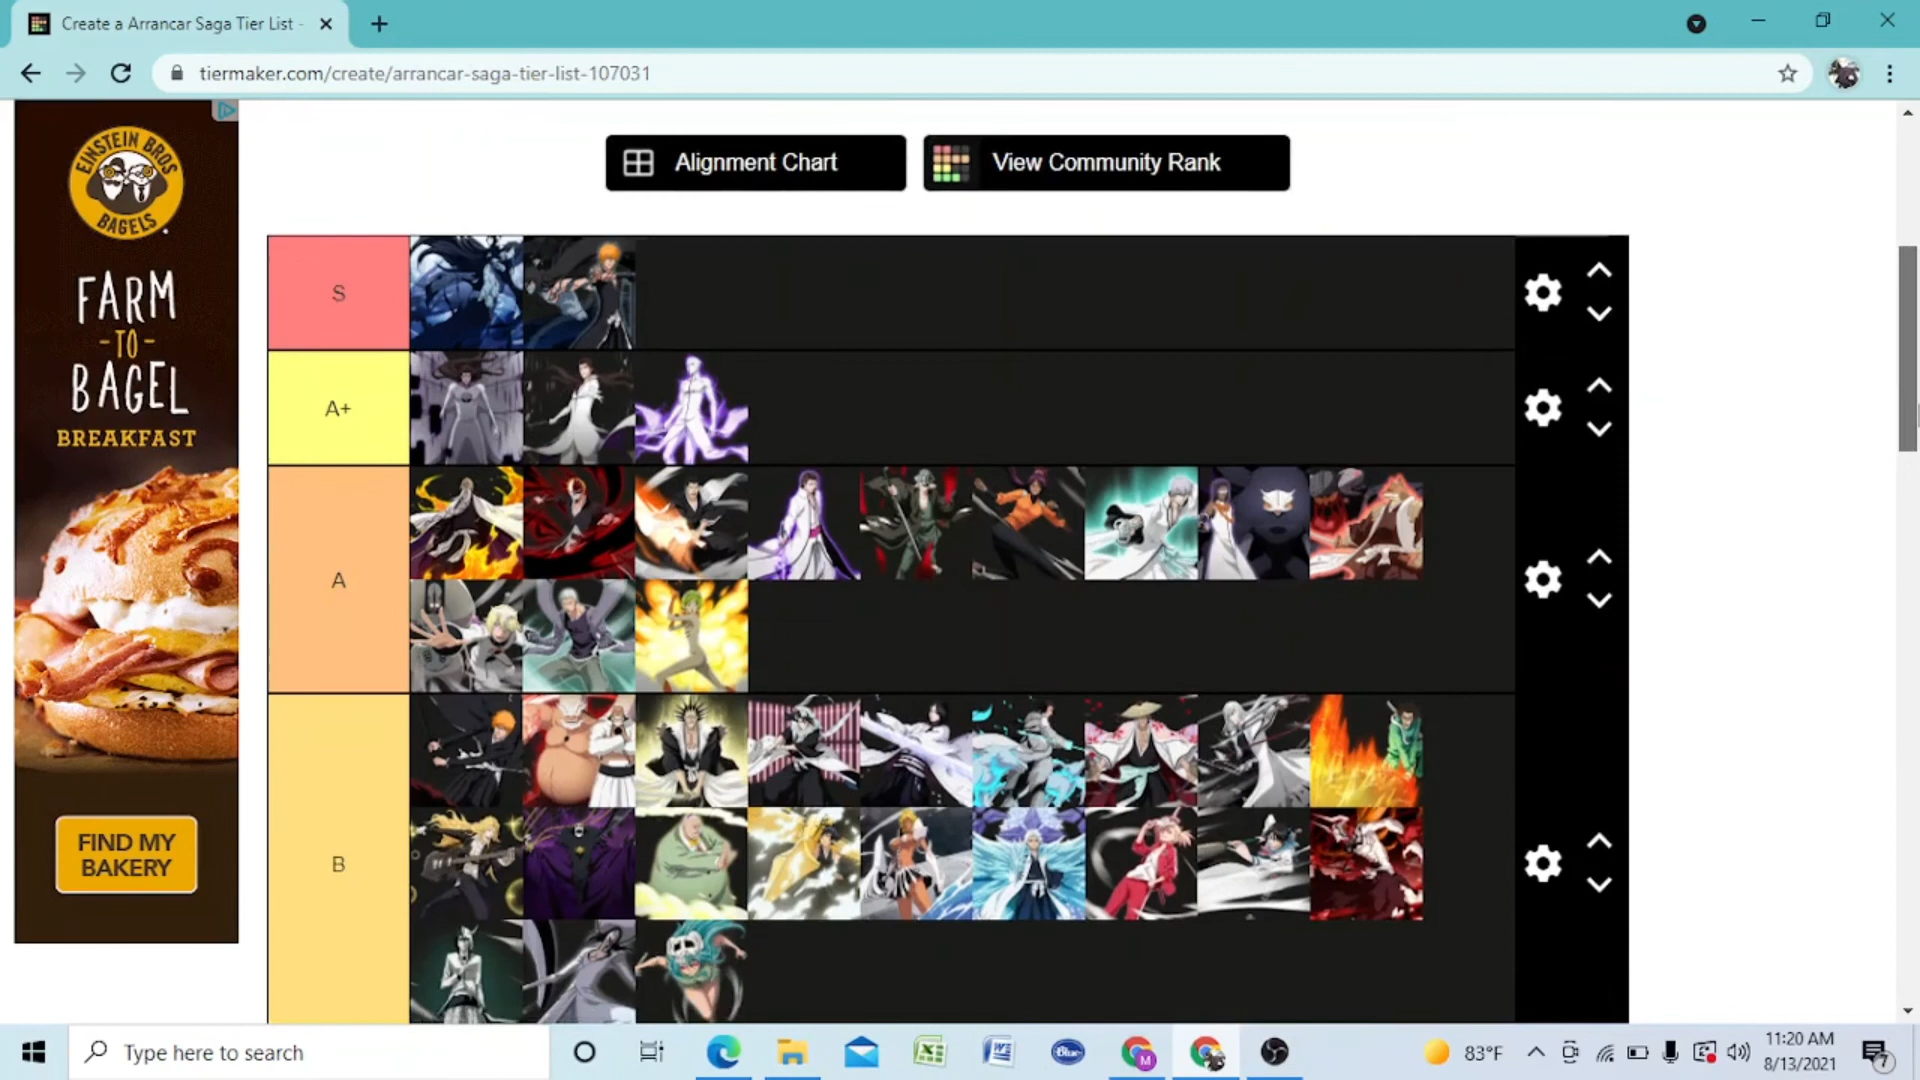 Create a Arrancar Saga Tier List -
tiermaker.com/create/arrancar-saga-tier-list-107031
EINSTEIN BROS
BAGELS
FARM
-TO-
BAGEL
BREAKFAST
FIND MY
BAKERY
Alignment Chart
View Community Rank
S
A+
A
B
Type here to search
Blue
M
83°F
11:20 AM
8/13/2021
7